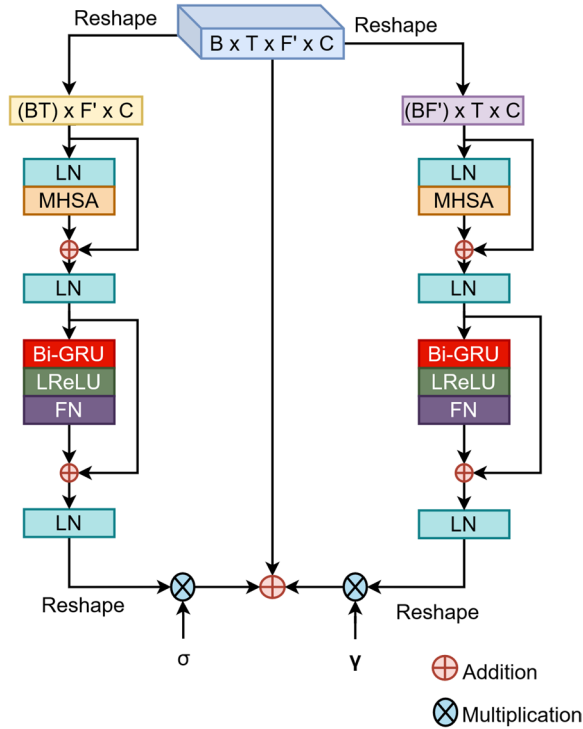 Reshape
B x T x F' x C
Reshape
(BT) x F' x C
(BF') x T x C
LN
MHSA
LN
MHSA
LN
LN
Bi-GRU
LReLU
FN
Bi-GRU
LReLU
FN
LN
LN
Reshape
Reshape
σ
γ
Addition
Multiplication